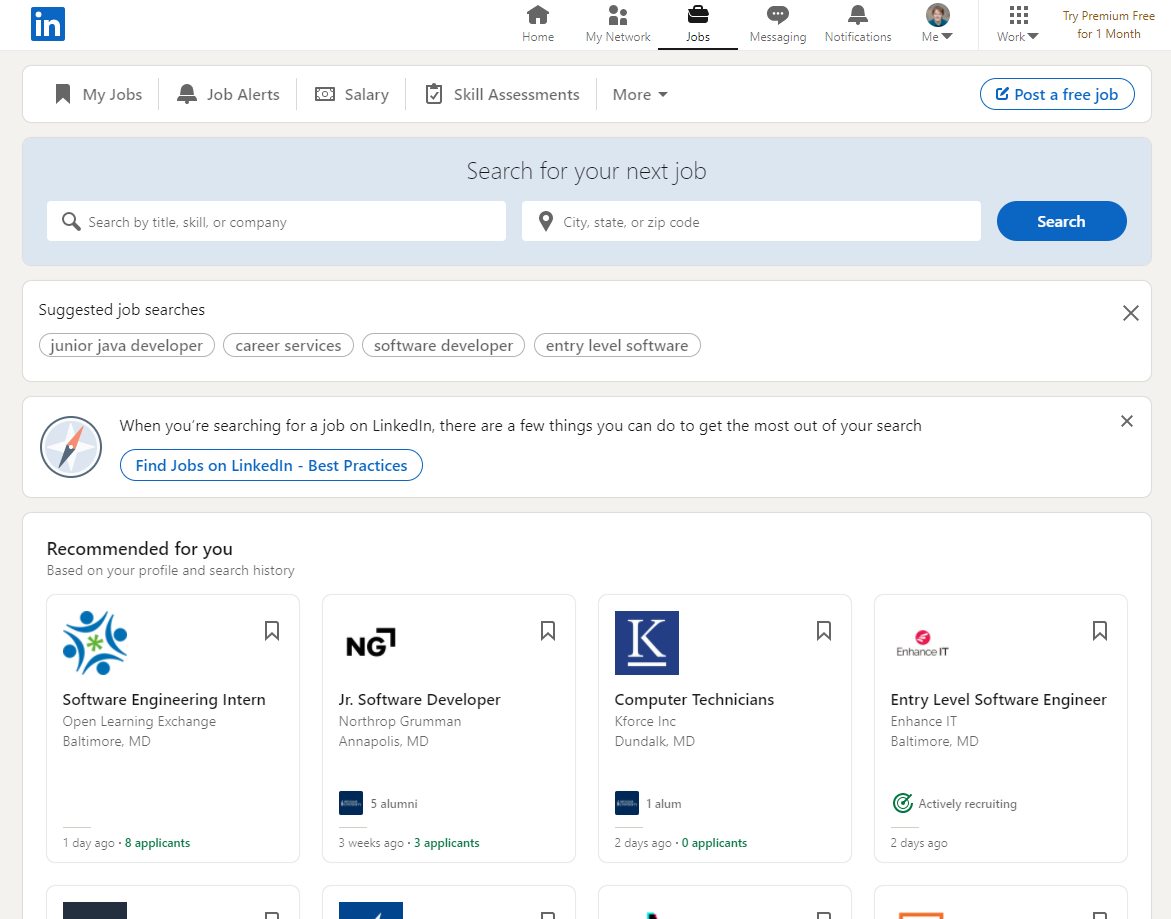 in
Home
My Network
Jobs
Messaging
Notifications
Me
Work
Try Premium Free
for 1 Month
My Jobs
Job Alerts
Salary
Skill Assessments
More
Post a free job
Search for your next job
Search by title, skill, or company
City, state, or zip code
Search
Suggested job searches
junior java developer
career services
software developer
entry level software
When you're searching for a job on LinkedIn, there are a few things you can do to get the most out of your search
Find Jobs on LinkedIn - Best Practices
Recommended for you
Based on your profile and search history
Software Engineering Intern
Open Learning Exchange
Baltimore, MD
1 day ago · 8 applicants
NG
Jr. Software Developer
Northrop Grumman
Annapolis, MD
5 alumni
3 weeks ago · 3 applicants
K
Computer Technicians
Kforce Inc
Dundalk, MD
1 alum
2 days ago · 0 applicants
Enhance IT
Entry Level Software Engineer
Enhance IT
Baltimore, MD
Actively recruiting
2 days ago